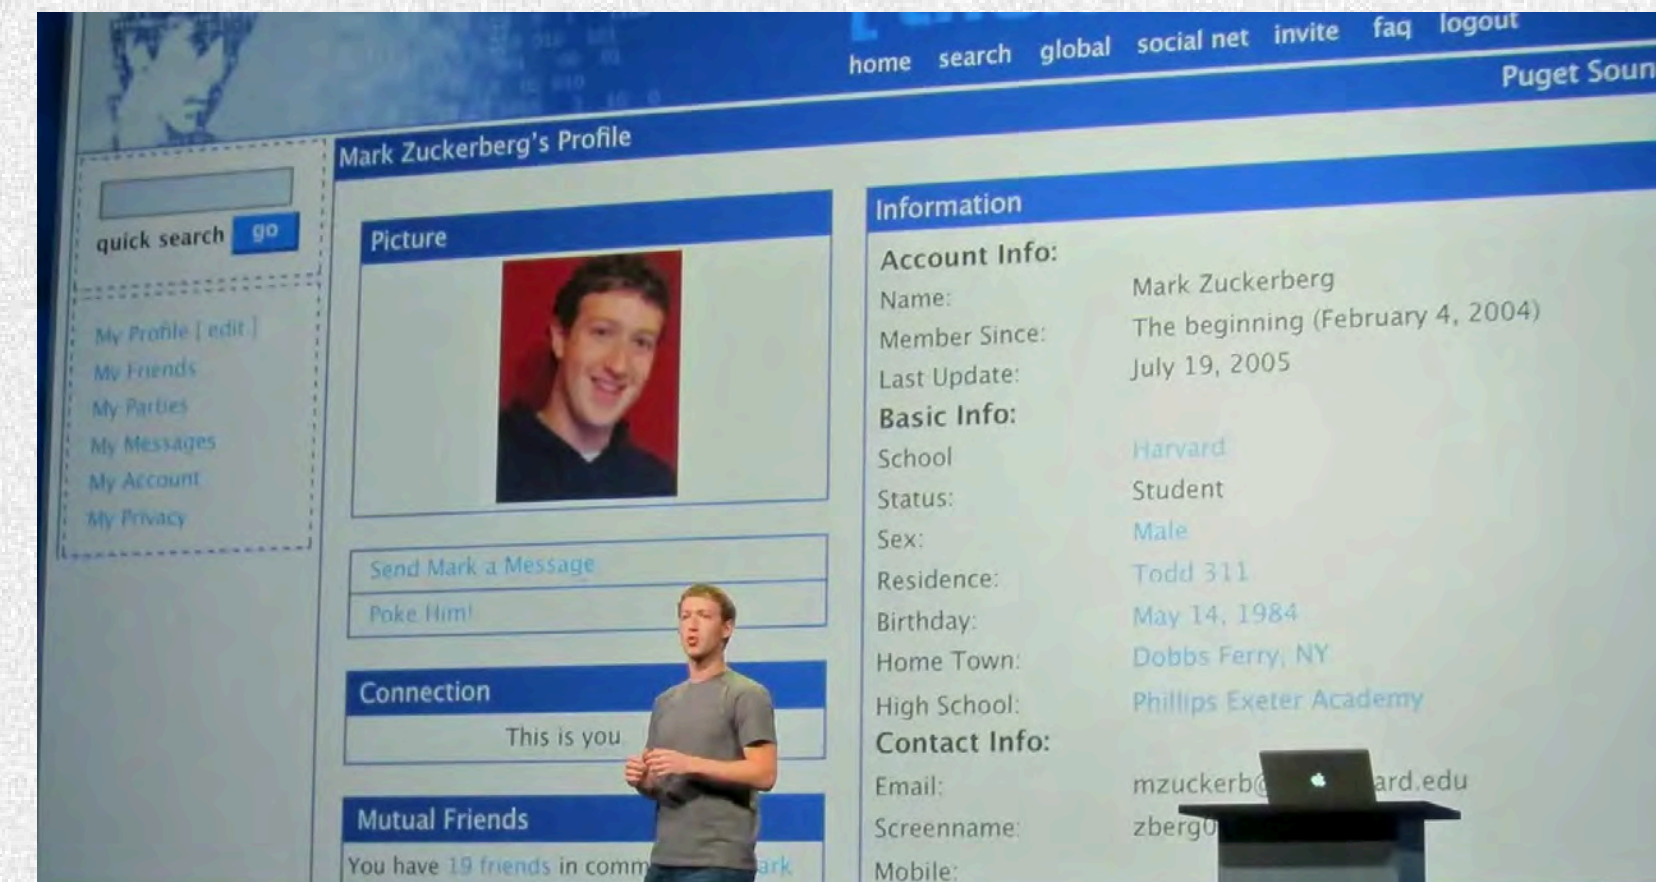 home search global social net invite faq logout
Puget Soun
Mark Zuckerberg's Profile
quick search go
My Profile [ edit ]
My Friends
My Parties
My Messages
My Account
My Privacy
Picture
Send Mark a Message
Poke Him!
Connection
This is you
Mutual Friends
You have 19 friends in comm ark
Information
Account Info:
Name: Mark Zuckerberg
Member Since: The beginning (February 4, 2004)
Last Update: July 19, 2005
Basic Info:
School Harvard
Status: Student
Sex: Male
Residence: Todd 311
Birthday: May 14, 1984
Home Town: Dobbs Ferry, NY
High School: Phillips Exeter Academy
Contact Info:
Email: mzuckerb@ ard.edu
Screenname: zberg0
Mobile: